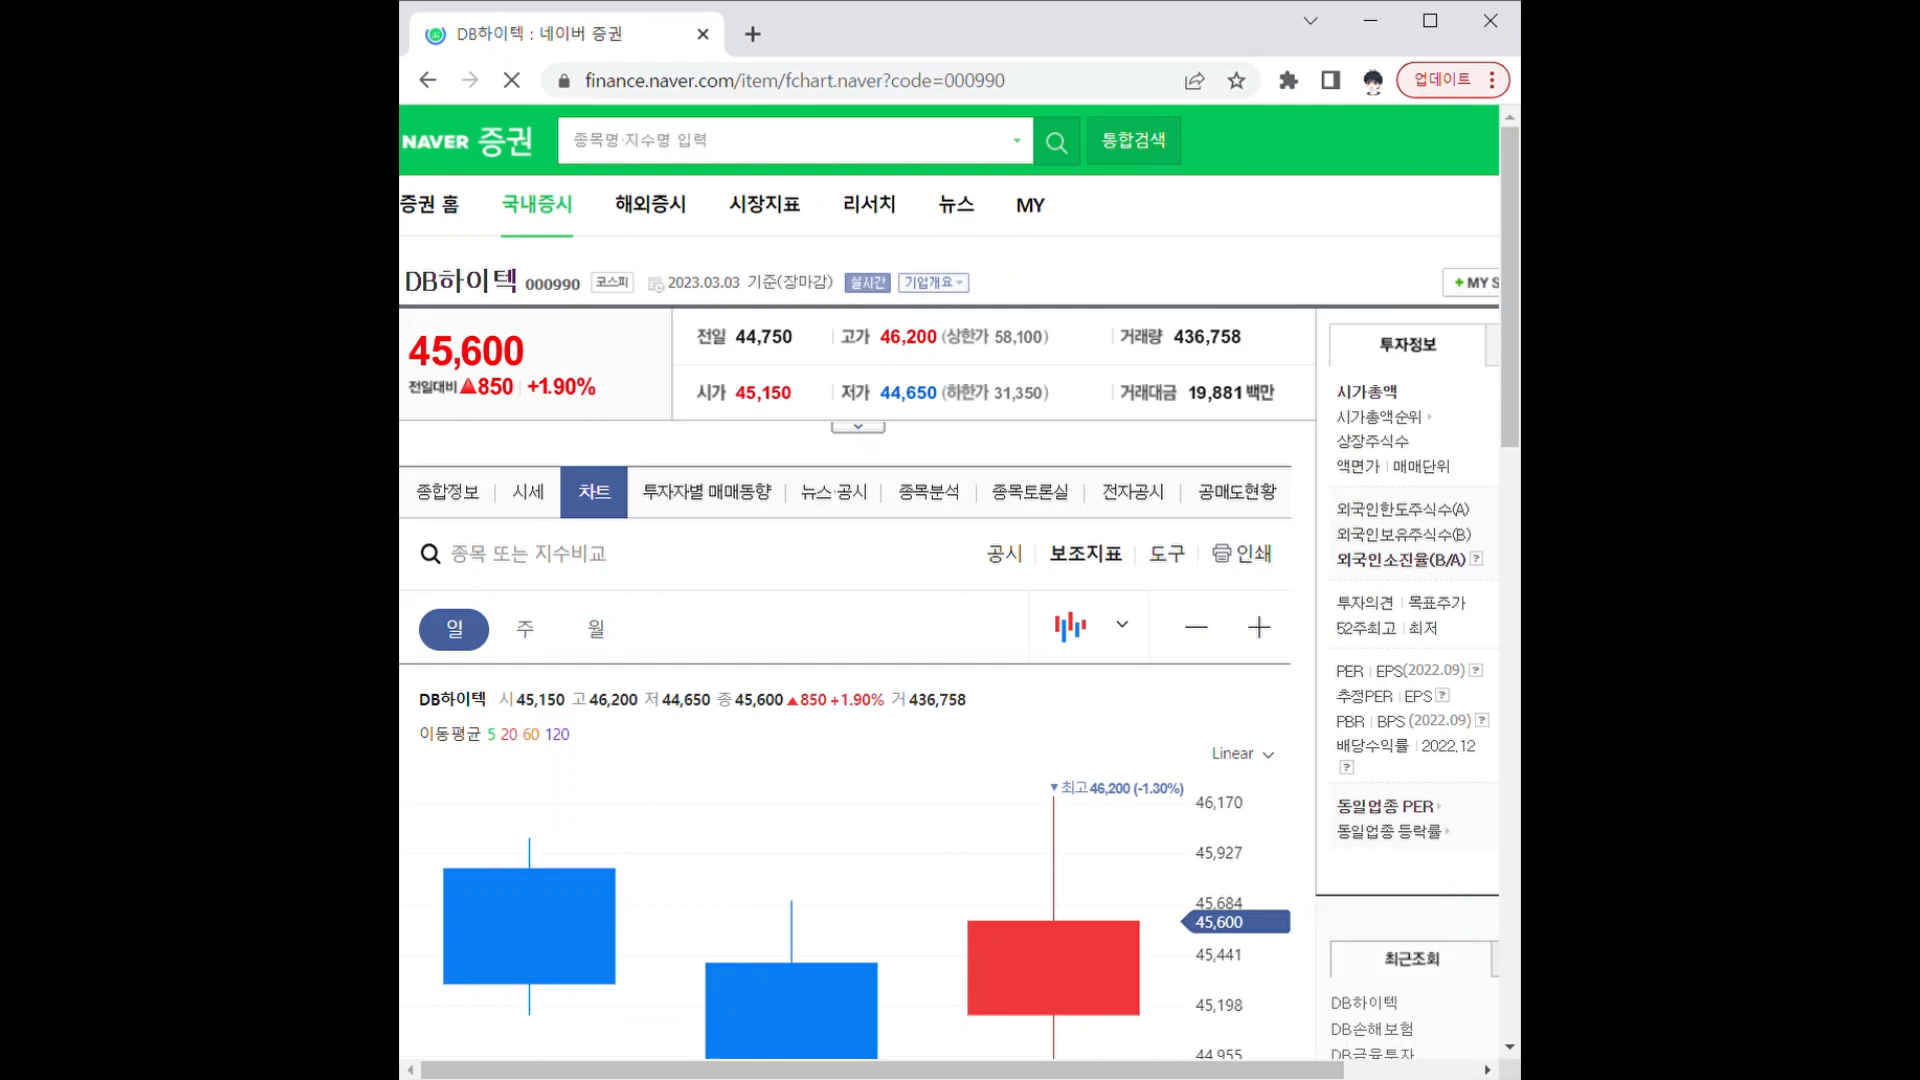 DB하이텍 : 네이버 증권
finance.naver.com/item/fchart.naver?code=000990
업데이트
NAVER 증권
종목명·지수명 입력
통합검색
증권 홈 국내증시 해외증시 시장지표 리서치 뉴스 MY
DB하이텍 000990 코스피 2023.03.03 기준(장마감) 실시간 기업개요
+ MY S
45,600
전일대비 ▲850 +1.90%
전일 44,750 고가 46,200 (상한가 58,100) 거래량 436,758
시가 45,150 저가 44,650 (하한가 31,350) 거래대금 19,881 백만
종합정보 시세 차트 투자자별 매매동향 뉴스·공시 종목분석 종목토론실 전자공시 공매도현황
종목 또는 지수비교
공시 보조지표 도구 인쇄
일 주 월
DB하이텍 시 45,150 고 46,200 저 44,650 종 45,600 ▲850 +1.90% 거 436,758
이동평균 5 20 60 120
Linear
▼최고 46,200 (-1.30%)
46,170
45,927
45,684
45,600
45,441
45,198
44,955
투자정보
시가총액
시가총액순위
상장주식수
액면가 | 매매단위
외국인한도주식수(A)
외국인보유주식수(B)
외국인소진율(B/A) ?
투자의견 | 목표주가
52주최고 | 최저
PER | EPS(2022.09) ?
추정PER | EPS ?
PBR | BPS (2022.09) ?
배당수익률 | 2022.12
?
동일업종 PER
동일업종 등락률
최근조회
DB하이텍
DB손해보험
DB금융투자